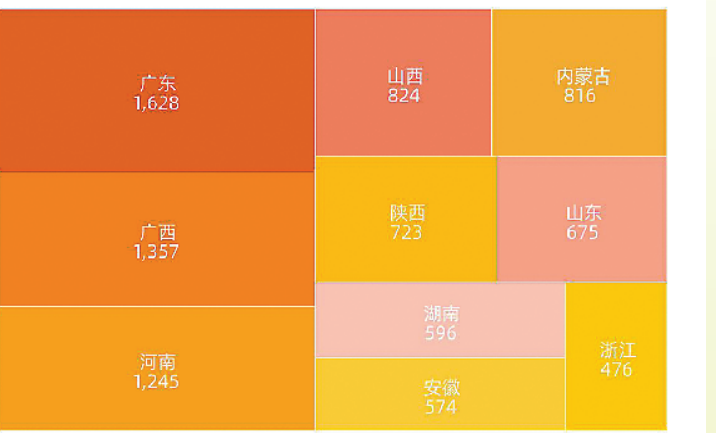 广东
1,628
山西
824
内蒙古
816
广西
1,357
陕西
723
山东
675
河南
1,245
湖南
596
安徽
574
浙江
476